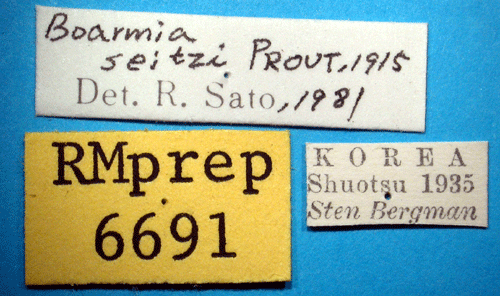 Boarmia
seitzi PROUT, 1915
Det. R. Sato, 1981
RMprep
6691
KOREA
Shuotsu 1935
Sten Bergman